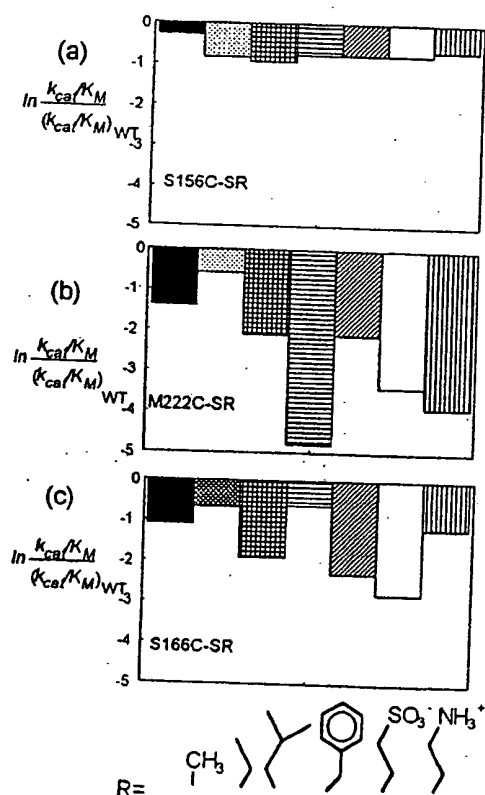 (a)
ln kcat/KM
(kcat/KM)WT
0
-1
-2
-3
-4
-5
S156C-SR
(b)
ln kcat/KM
(kcat/KM)WT
0
-1
-2
-3
-4
-5
M222C-SR
(c)
ln kcat/KM
(kcat/KM)WT
0
-1
-2
-3
-4
-5
S166C-SR
R=
CH3
SO3-
NH3+